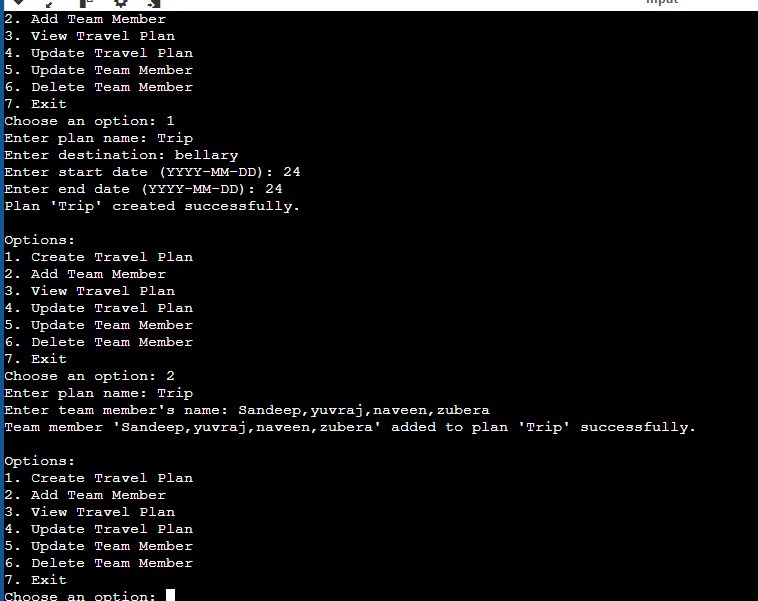 input
2. Add Team Member
3. View Travel Plan
4. Update Travel Plan
5. Update Team Member
6. Delete Team Member
7. Exit
Choose an option: 1
Enter plan name: Trip
Enter destination: bellary
Enter start date (YYYY-MM-DD): 24
Enter end date (YYYY-MM-DD): 24
Plan 'Trip' created successfully.
Options:
1. Create Travel Plan
2. Add Team Member
3. View Travel Plan
4. Update Travel Plan
5. Update Team Member
6. Delete Team Member
7. Exit
Choose an option: 2
Enter plan name: Trip
Enter team member's name: Sandeep,yuvraj,naveen,zubera
Team member 'Sandeep,yuvraj,naveen,zubera' added to plan 'Trip' successfully.
Options:
1. Create Travel Plan
2. Add Team Member
3. View Travel Plan
4. Update Travel Plan
5. Update Team Member
6. Delete Team Member
7. Exit
Choose an option: